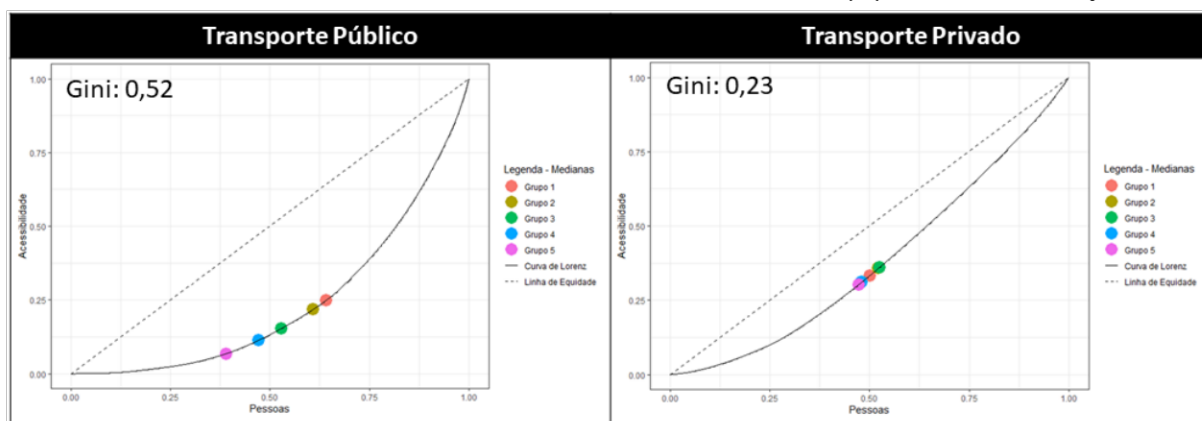 Transporte Público
Transporte Privado
Gini: 0,52
1.00
0.75
0.50
0.25
0.00
Acessibilidade
0.00
0.25
0.50
0.75
1.00
Pessoas
Legenda - Medianas
Grupo 1
Grupo 2
Grupo 3
Grupo 4
Grupo 5
Curva de Lorenz
Linha de Equidade
Gini: 0,23
1.00
0.75
0.50
0.25
0.00
Acessibilidade
0.00
0.25
0.50
0.75
1.00
Pessoas
Legenda - Medianas
Grupo 1
Grupo 2
Grupo 3
Grupo 4
Grupo 5
Curva de Lorenz
Linha de Equidade